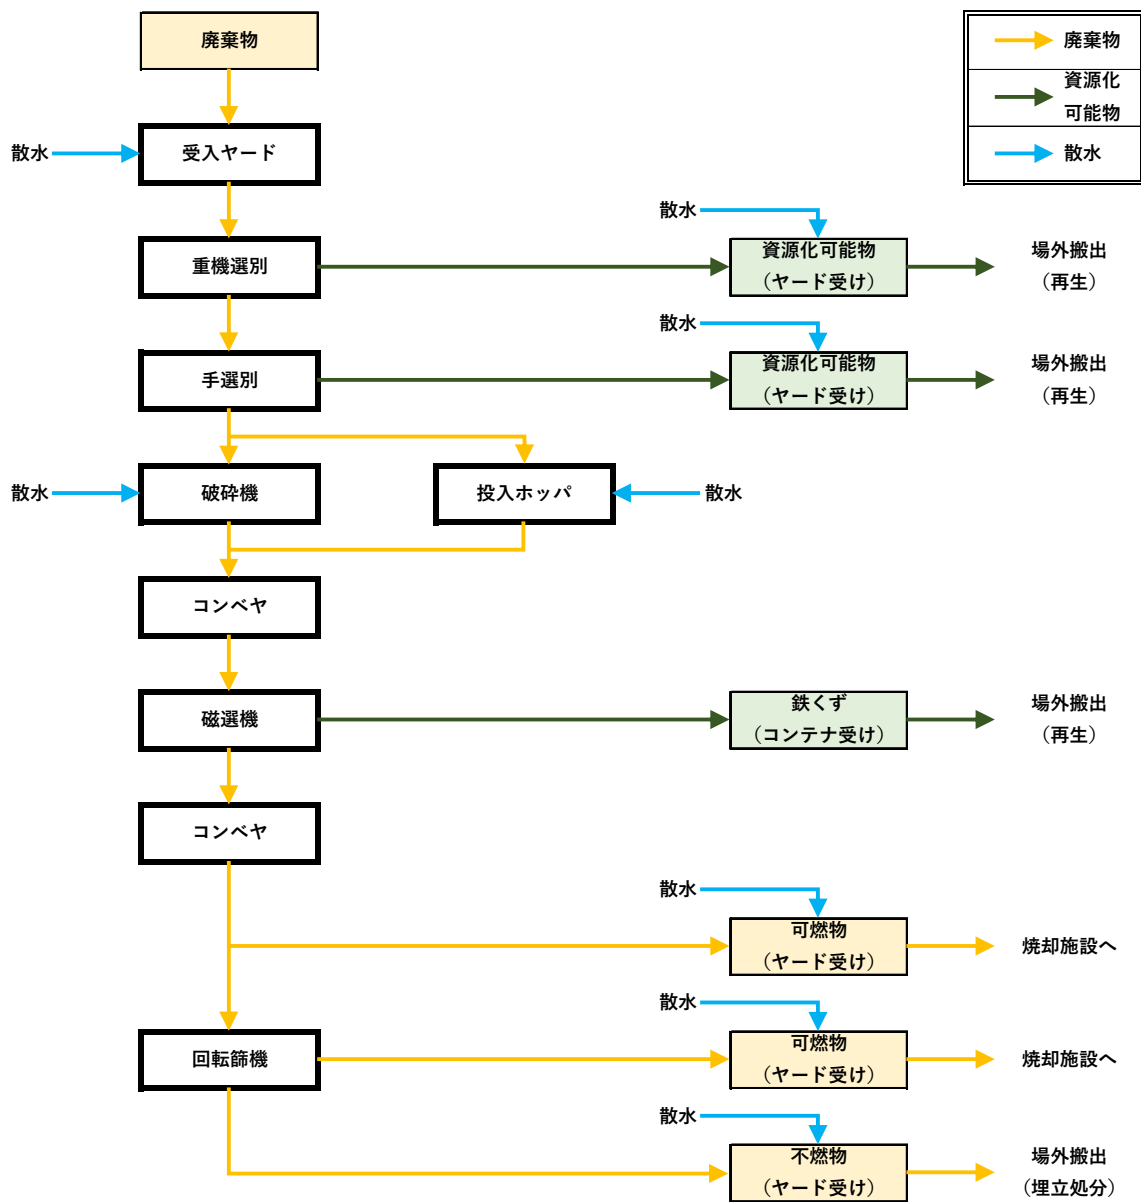 廃棄物
廃棄物
資源化
可能物
散水
散水
受入ヤード
散水
重機選別
資源化可能物
（ヤード受け）
場外搬出
（再生）
散水
手選別
資源化可能物
（ヤード受け）
場外搬出
（再生）
散水
破砕機
投入ホッパ
散水
コンベヤ
磁選機
鉄くず
（コンテナ受け）
場外搬出
（再生）
コンベヤ
散水
可燃物
（ヤード受け）
焼却施設へ
散水
回転篩機
可燃物
（ヤード受け）
焼却施設へ
散水
不燃物
（ヤード受け）
場外搬出
（埋立処分）